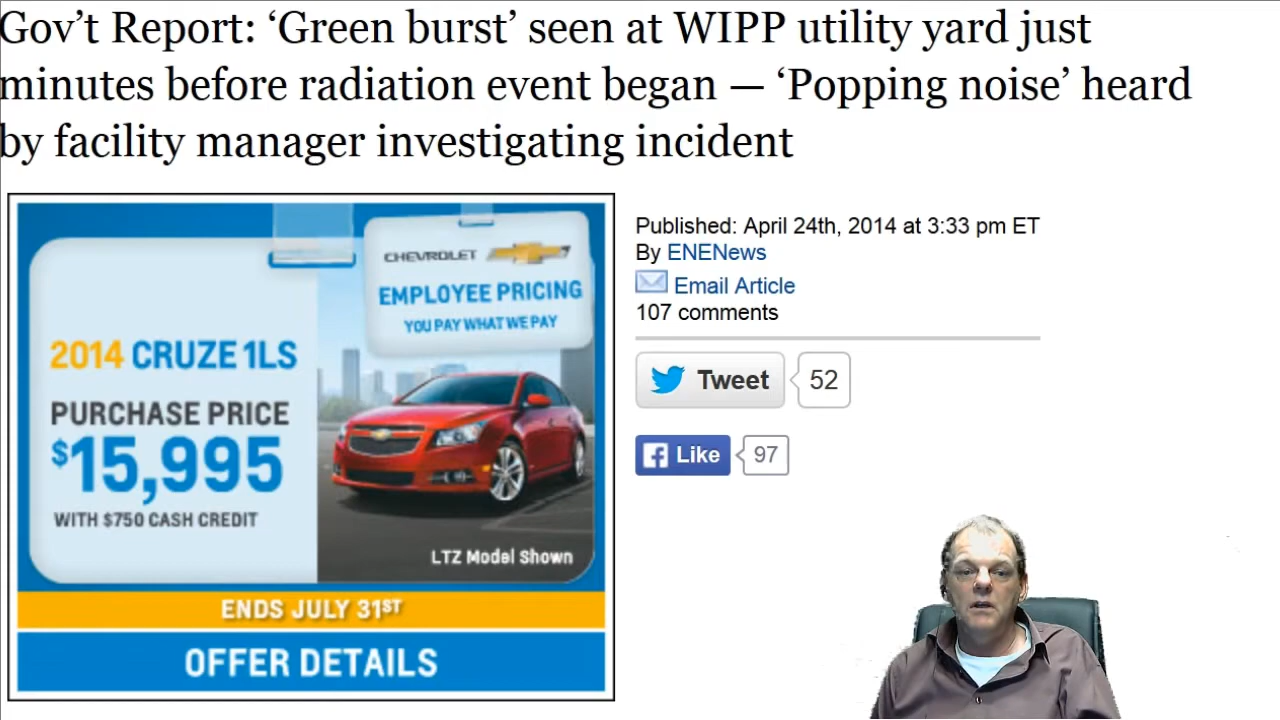 Gov’t Report: ‘Green burst’ seen at WIPP utility yard just
minutes before radiation event began — ‘Popping noise’ heard
by facility manager investigating incident
CHEVROLET
EMPLOYEE PRICING
YOU PAY WHAT WE PAY
2014 CRUZE 1LS
PURCHASE PRICE
$15,995
WITH $750 CASH CREDIT
LTZ Model Shown
ENDS JULY 31ST
OFFER DETAILS
Published: April 24th, 2014 at 3:33 pm ET
By ENENews
Email Article
107 comments
Tweet 52
Like 97